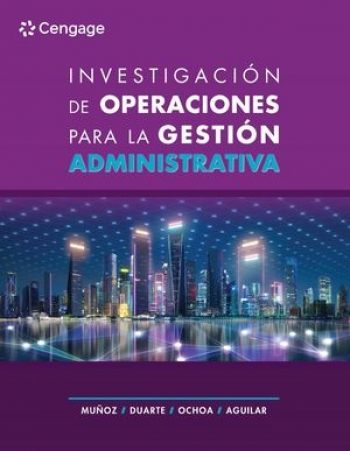 Cengage
INVESTIGACIÓN
DE OPERACIONES
PARA LA GESTIÓN
ADMINISTRATIVA
MUÑOZ // DUARTE // OCHOA // AGUILAR